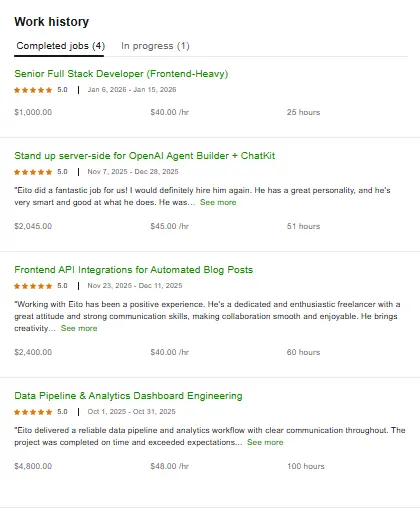 Work history
Completed jobs (4) In progress (1)
Senior Full Stack Developer (Frontend-Heavy)
5.0 | Jan 6, 2026 - Jan 15, 2026
$1,000.00 $40.00 /hr 25 hours
Stand up server-side for OpenAI Agent Builder + ChatKit
5.0 | Nov 7, 2025 - Dec 28, 2025
"Eito did a fantastic job for us! I would definitely hire him again. He has a great personality, and he's
very smart and good at what he does. He was... See more
$2,045.00 $45.00 /hr 51 hours
Frontend API Integrations for Automated Blog Posts
5.0 | Nov 23, 2025 - Dec 11, 2025
"Working with Eito has been a positive experience. He's a dedicated and enthusiastic freelancer with a
great attitude and strong communication skills, making collaboration smooth and enjoyable. He brings
creativity... See more
$2,400.00 $40.00 /hr 60 hours
Data Pipeline & Analytics Dashboard Engineering
5.0 | Oct 1, 2025 - Oct 31, 2025
"Eito delivered a reliable data pipeline and analytics workflow with clear communication throughout. The
project was completed on time and exceeded expectations... See more
$4,800.00 $48.00 /hr 100 hours